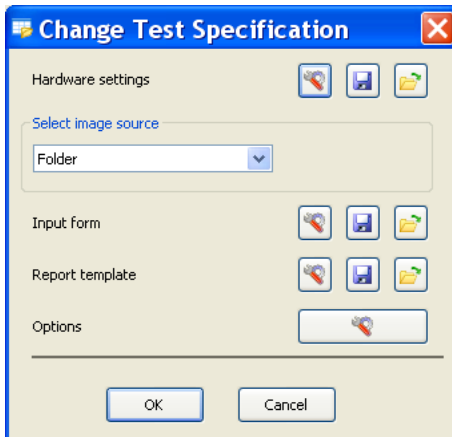 Change Test Specification
Hardware settings
Select image source
Folder
Input form
Report template
Options
OK
Cancel